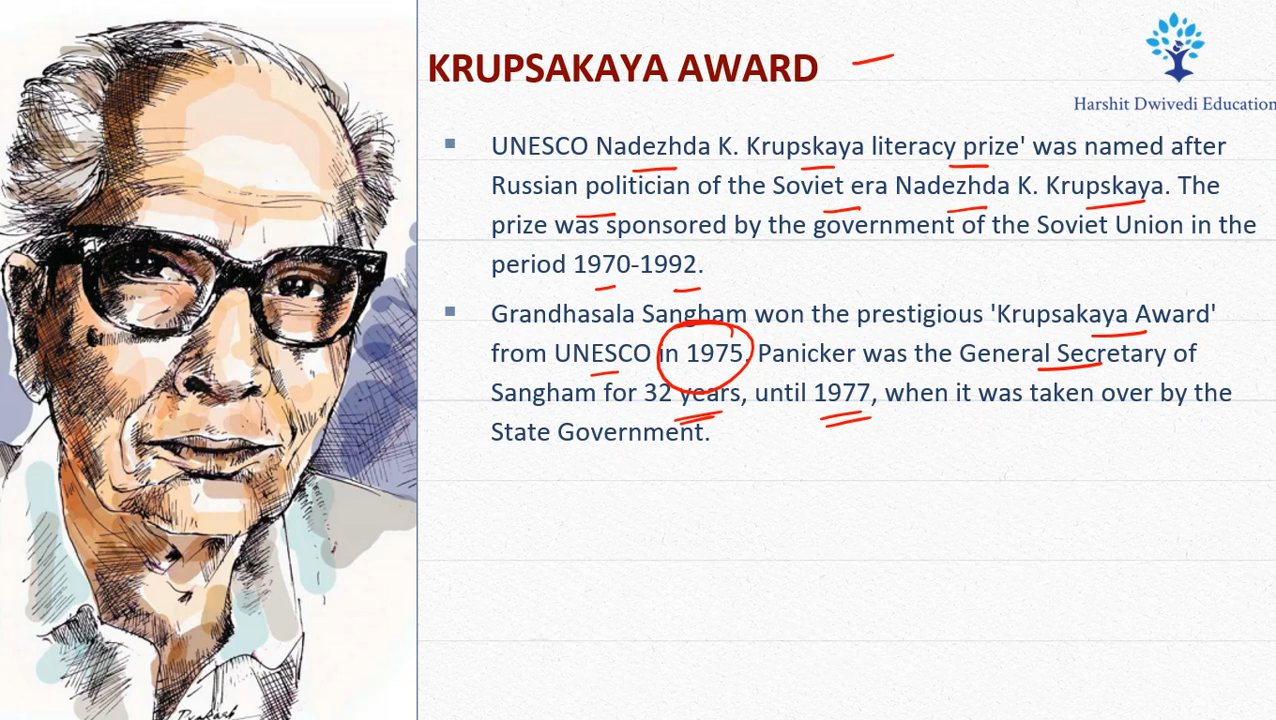 KRUPSAKAYA AWARD
Harshit Dwivedi Education
UNESCO Nadezhda K. Krupskaya literacy prize' was named after
Russian politician of the Soviet era Nadezhda K. Krupskaya. The
prize was sponsored by the government of the Soviet Union in the
period 1970-1992.
Grandhasala Sangham won the prestigious 'Krupsakaya Award'
from UNESCO in 1975. Panicker was the General Secretary of
Sangham for 32 years, until 1977, when it was taken over by the
State Government.
Prakash